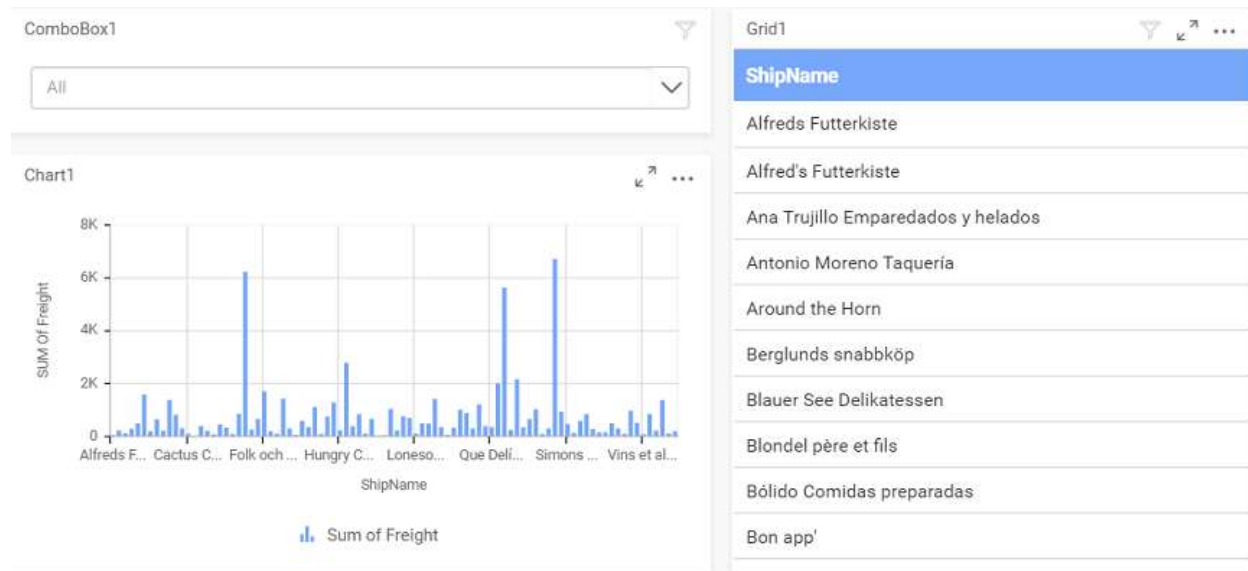 ComboBox1
All
Chart1
8K
6K
4K
2K
0
SUM Of Freight
Alfreds F... Cactus C... Folk och ... Hungry C... Loneso... Que Delí... Simons ... Vins et al...
ShipName
Sum of Freight
Grid1
ShipName
Alfreds Futterkiste
Alfred's Futterkiste
Ana Trujillo Emparedados y helados
Antonio Moreno Taquería
Around the Horn
Berglunds snabbköp
Blauer See Delikatessen
Blondel père et fils
Bólido Comidas preparadas
Bon app'